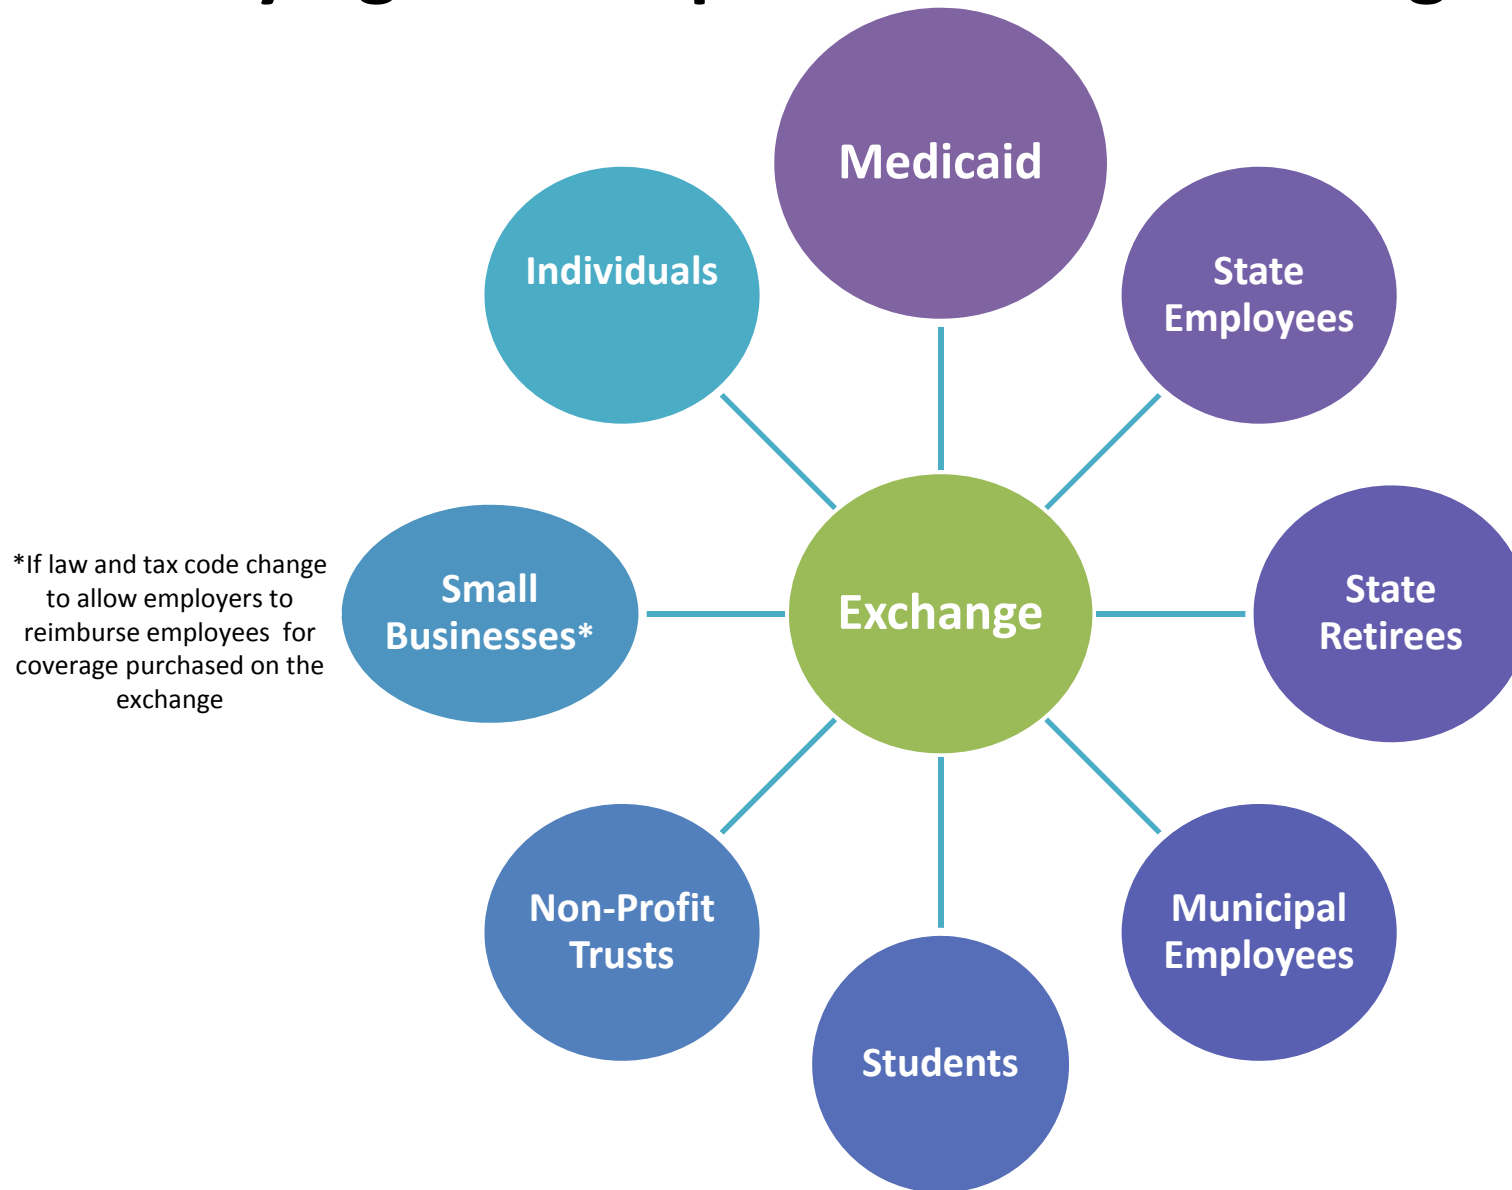 Medicaid
Individuals
State
Employees
*If law and tax code change
to allow employers to
reimburse employees for
coverage purchased on the
exchange
Small
Businesses*
Exchange
State
Retirees
Non-Profit
Trusts
Municipal
Employees
Students